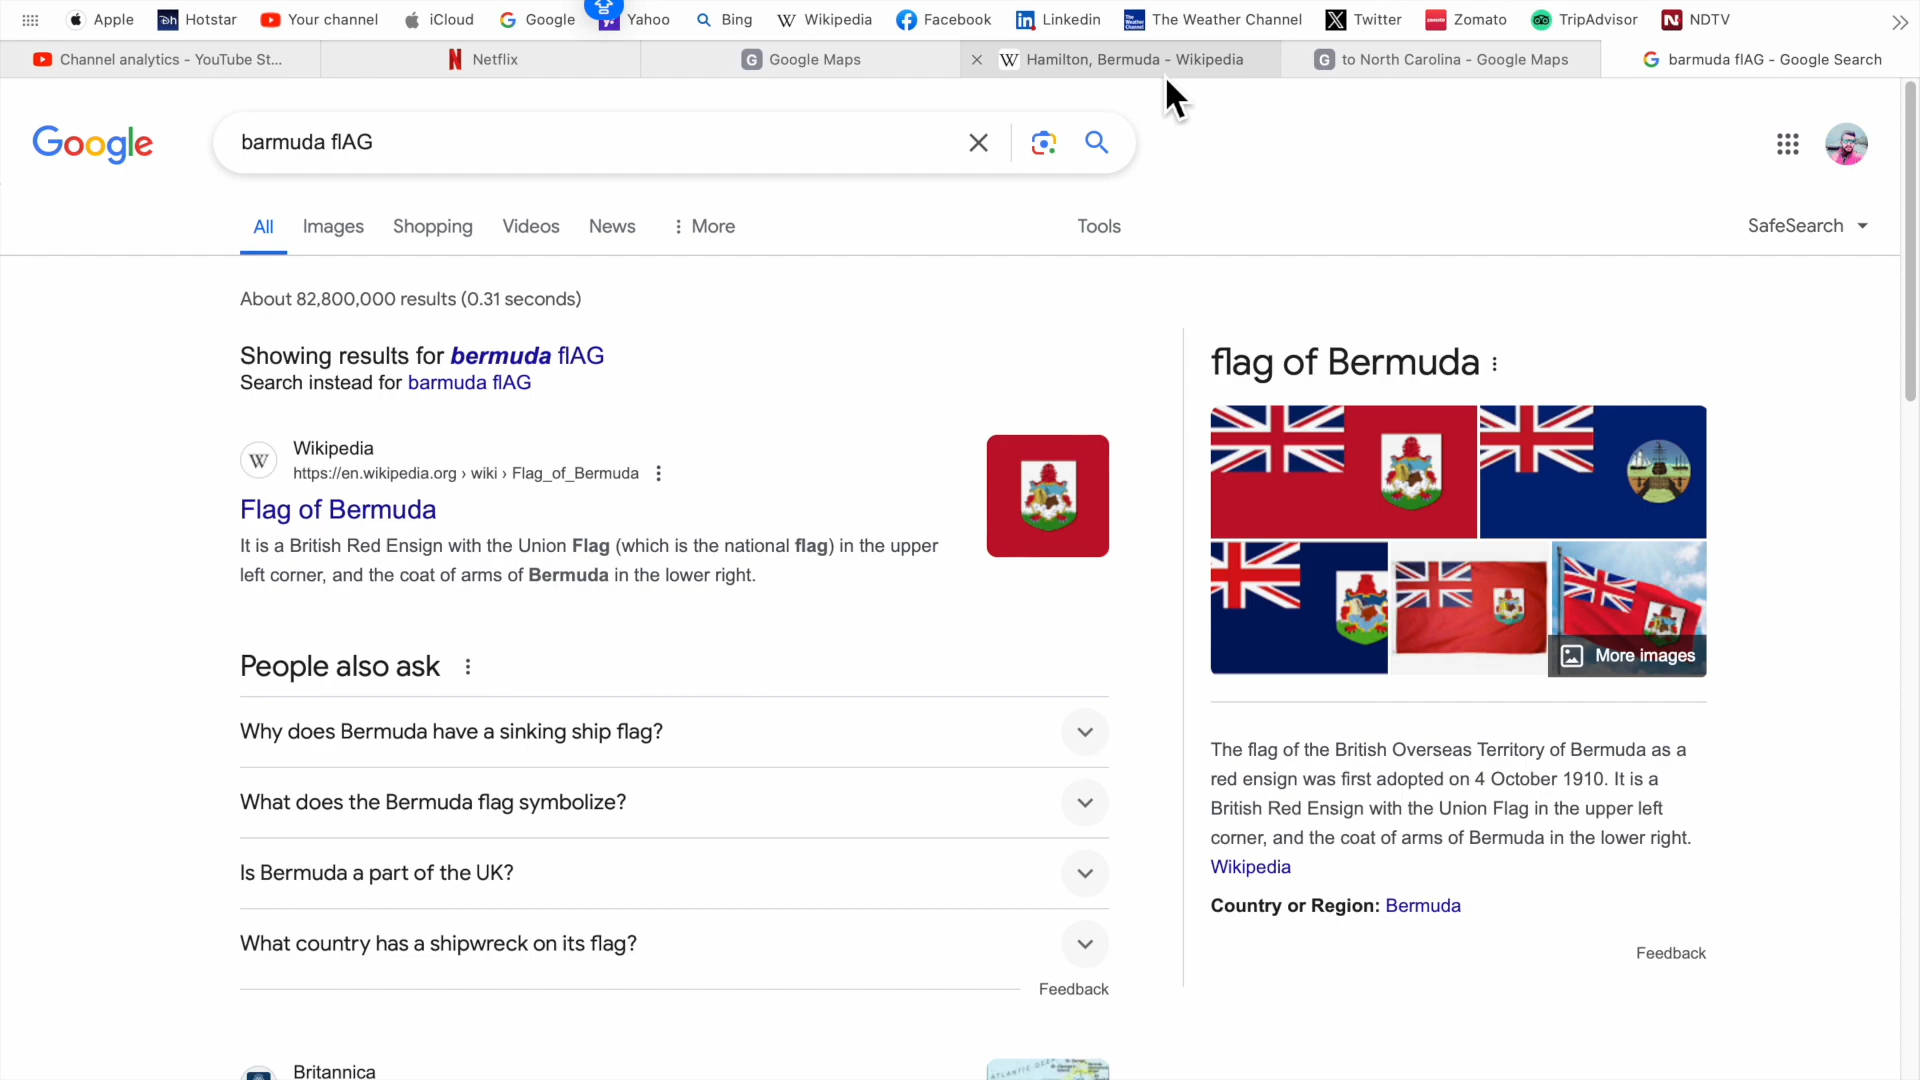 Apple Hotstar Your channel iCloud Google Yahoo Bing Wikipedia Facebook Linkedin The Weather Channel Twitter Zomato TripAdvisor NDTV
Channel analytics - YouTube St... Netflix Google Maps Hamilton, Bermuda - Wikipedia to North Carolina - Google Maps barmuda flAG - Google Search
Google
barmuda flAG
All Images Shopping Videos News More Tools SafeSearch
About 82,800,000 results (0.31 seconds)
Showing results for bermuda flAG
Search instead for barmuda flAG
Wikipedia
https://en.wikipedia.org › wiki › Flag_of_Bermuda
Flag of Bermuda
It is a British Red Ensign with the Union Flag (which is the national flag) in the upper
left corner, and the coat of arms of Bermuda in the lower right.
People also ask
Why does Bermuda have a sinking ship flag?
What does the Bermuda flag symbolize?
Is Bermuda a part of the UK?
What country has a shipwreck on its flag?
Feedback
Britannica
ATLANTIC OCEAN
flag of Bermuda
More images
The flag of the British Overseas Territory of Bermuda as a
red ensign was first adopted on 4 October 1910. It is a
British Red Ensign with the Union Flag in the upper left
corner, and the coat of arms of Bermuda in the lower right.
Wikipedia
Country or Region: Bermuda
Feedback